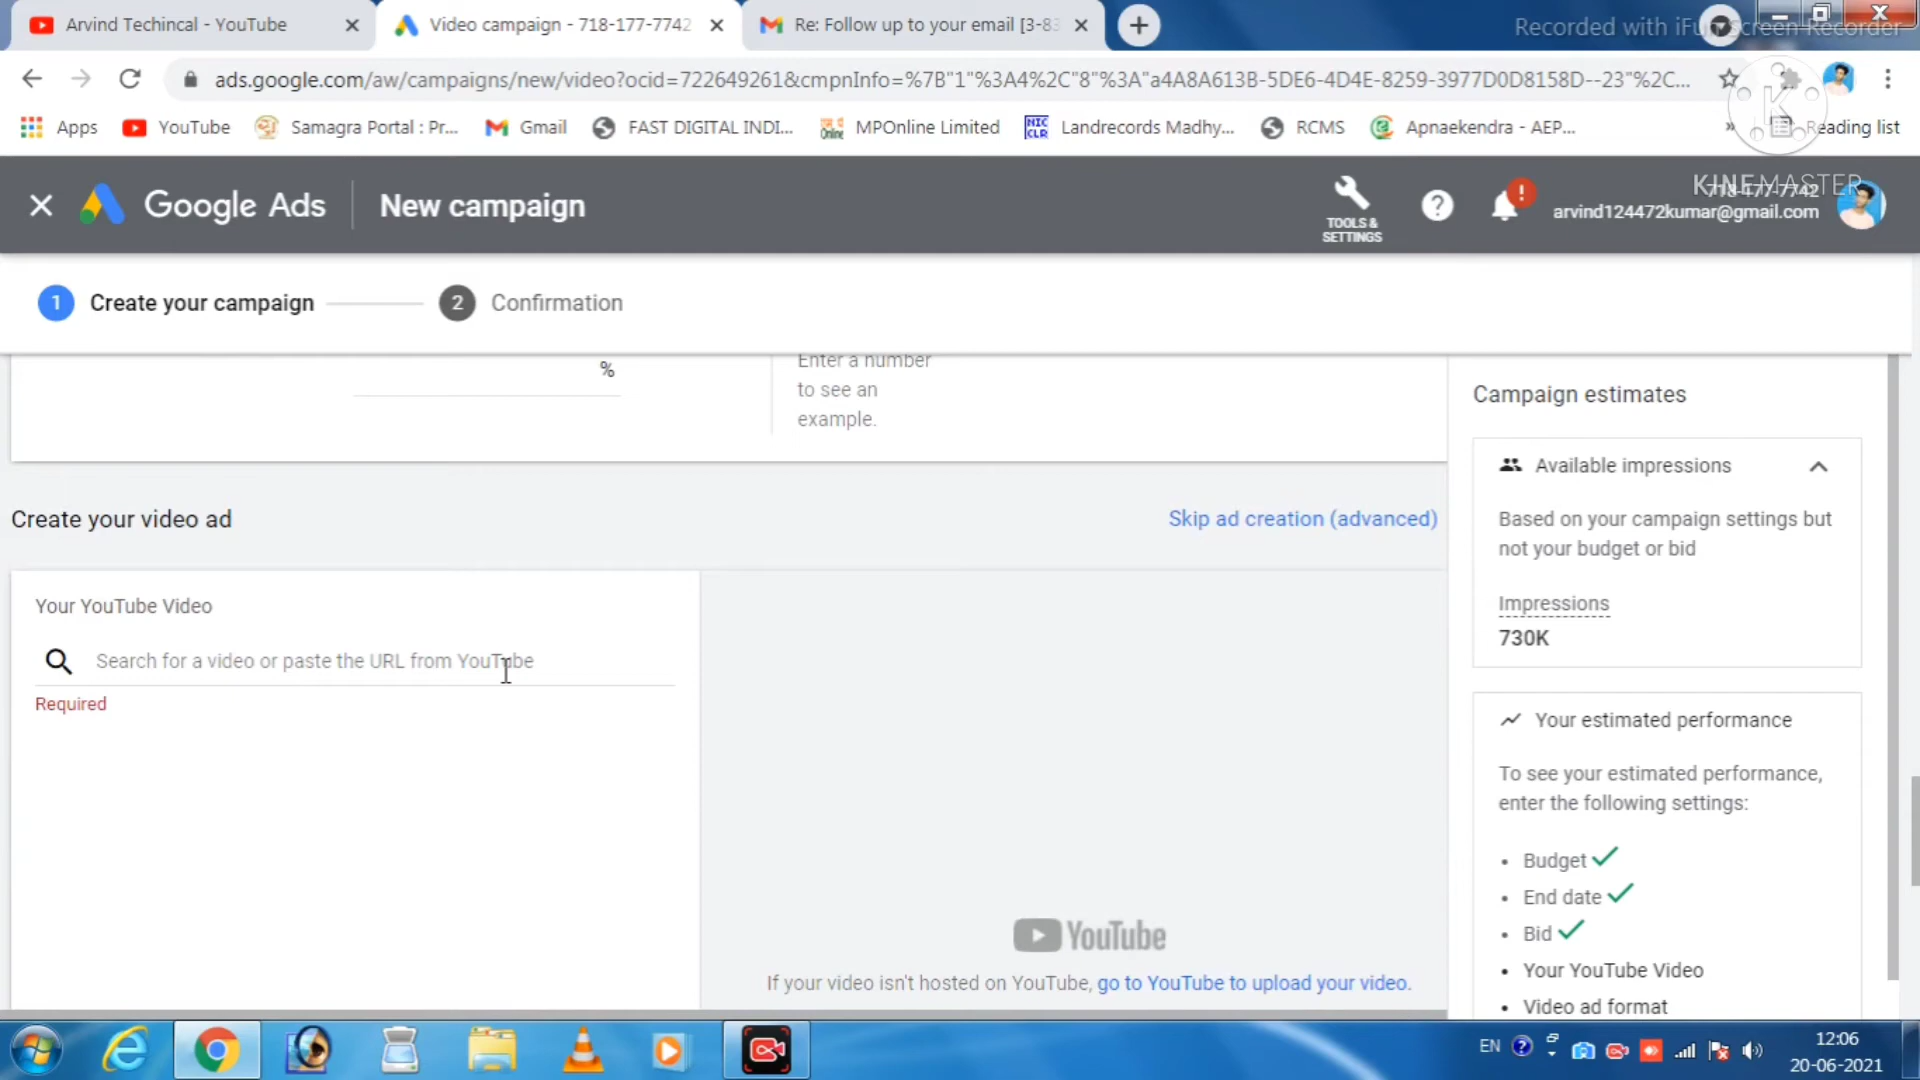 Arvind Techincal - YouTube
Video campaign - 718-177-7742
Re: Follow up to your email [3-83
Recorded with iFun Screen Recorder
ads.google.com/aw/campaigns/new/video?ocid=722649261&cmpnInfo=%7B"1"%3A4%2C"8"%3A"a4A8A613B-5DE6-4D4E-8259-3977D0D8158D--23"%2C...
Apps
YouTube
Samagra Portal : Pr...
Gmail
FAST DIGITAL INDI...
MPOnline Limited
Landrecords Madhy...
RCMS
Apnaekendra - AEP...
»
Reading list
Google Ads
New campaign
TOOLS &
SETTINGS
KINEMASTER
718-177-7742
arvind124472kumar@gmail.com
1 Create your campaign
2 Confirmation
%
Enter a number
to see an
example.
Create your video ad
Skip ad creation (advanced)
Your YouTube Video
Search for a video or paste the URL from YouTube
Required
YouTube
If your video isn't hosted on YouTube, go to YouTube to upload your video.
Campaign estimates
Available impressions
Based on your campaign settings but
not your budget or bid
Impressions
730K
Your estimated performance
To see your estimated performance,
enter the following settings:
• Budget
• End date
• Bid
• Your YouTube Video
• Video ad format
EN
12:06
20-06-2021